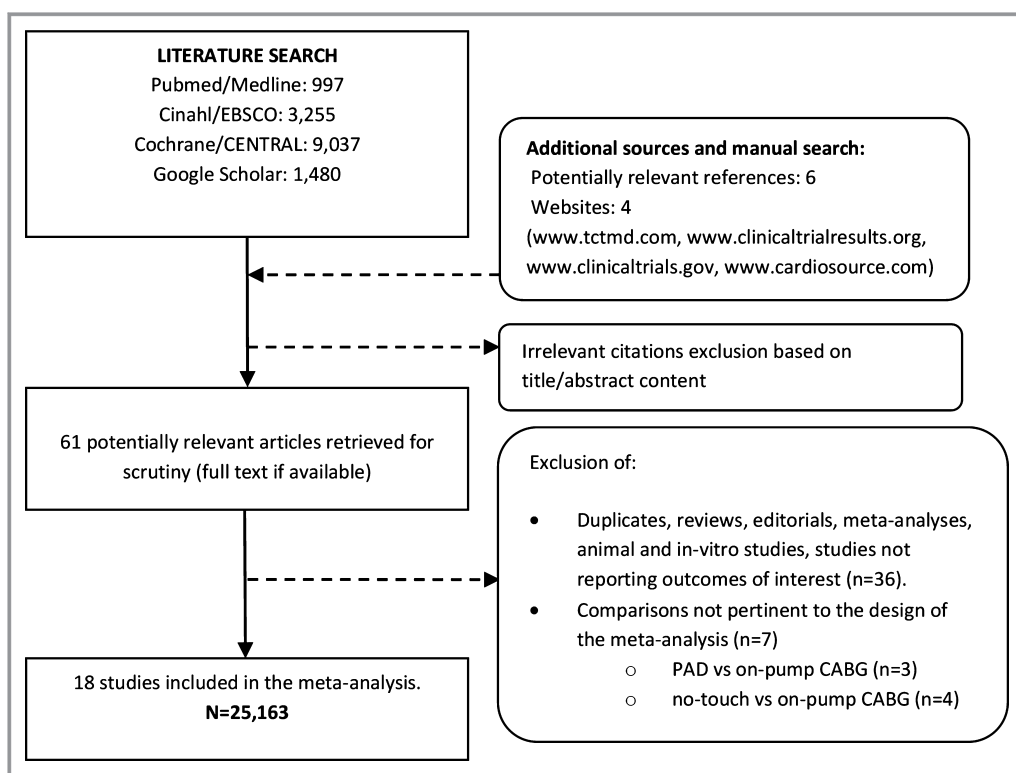 LITERATURE SEARCH
Pubmed/Medline: 997
Cinahl/EBSCO: 3,255
Cochrane/CENTRAL: 9,037
Google Scholar: 1,480
Additional sources and manual search:
Potentially relevant references: 6
Websites: 4
(www.tctmd.com, www.clinicaltrialresults.org,
www.clinicaltrials.gov, www.cardiosource.com)
Irrelevant citations exclusion based on
title/abstract content
61 potentially relevant articles retrieved for
scrutiny (full text if available)
Exclusion of:
• Duplicates, reviews, editorials, meta-analyses,
animal and in-vitro studies, studies not
reporting outcomes of interest (n=36).
• Comparisons not pertinent to the design of
the meta-analysis (n=7)
o PAD vs on-pump CABG (n=3)
o no-touch vs on-pump CABG (n=4)
18 studies included in the meta-analysis.
N=25,163